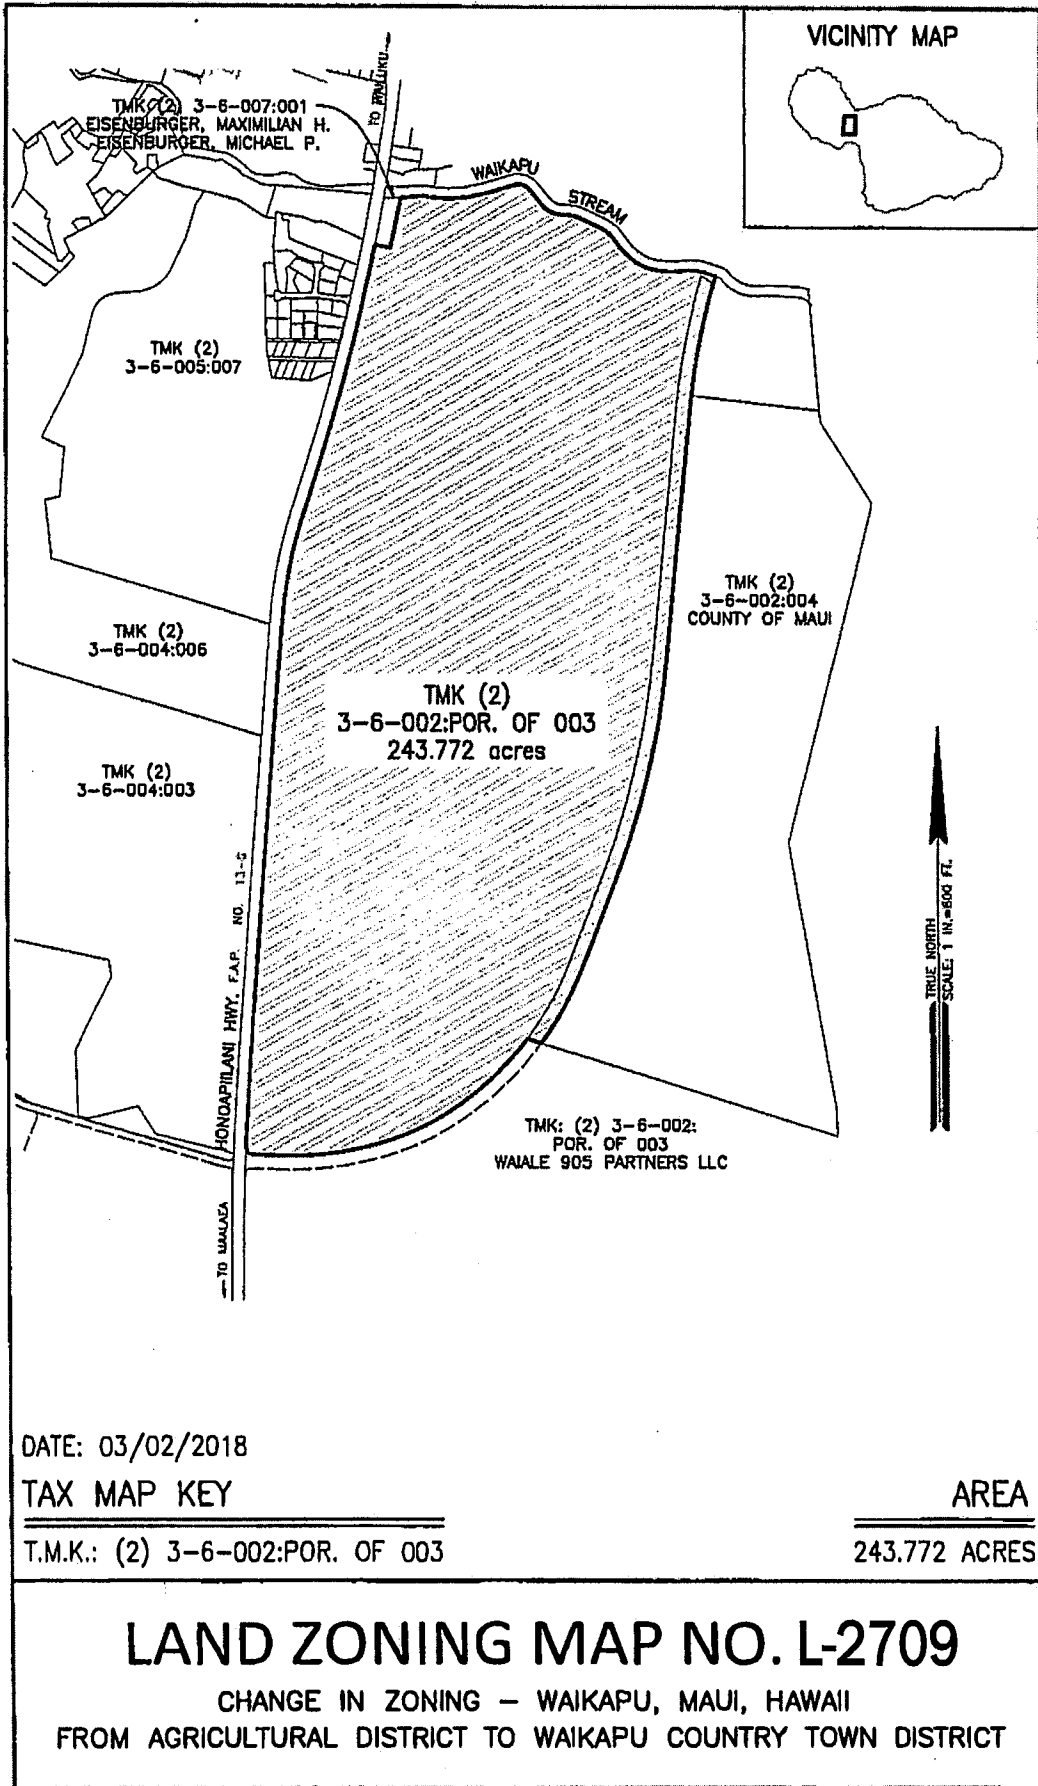 VICINITY MAP
TO WAILUKU
TMK (2) 3-6-007:001
EISENBURGER, MAXIMILIAN H.
EISENBURGER, MICHAEL P.
WAIKAPU
STREAM
TMK (2)
3-6-005:007
TMK (2)
3-6-002:004
COUNTY OF MAUI
TMK (2)
3-6-004:006
TMK (2)
3-6-002:POR. OF 003
243.772 acres
TMK (2)
3-6-004:003
HONOAPIILANI HWY. F.A.P. NO. 13-G
TRUE NORTH
SCALE: 1 IN.=600 FT.
TMK: (2) 3-6-002:
POR. OF 003
WAIALE 905 PARTNERS LLC
TO MAALAEA
DATE: 03/02/2018
TAX MAP KEY
AREA
T.M.K.: (2) 3-6-002:POR. OF 003
243.772 ACRES
LAND ZONING MAP NO. L-2709
CHANGE IN ZONING – WAIKAPU, MAUI, HAWAII
FROM AGRICULTURAL DISTRICT TO WAIKAPU COUNTRY TOWN DISTRICT